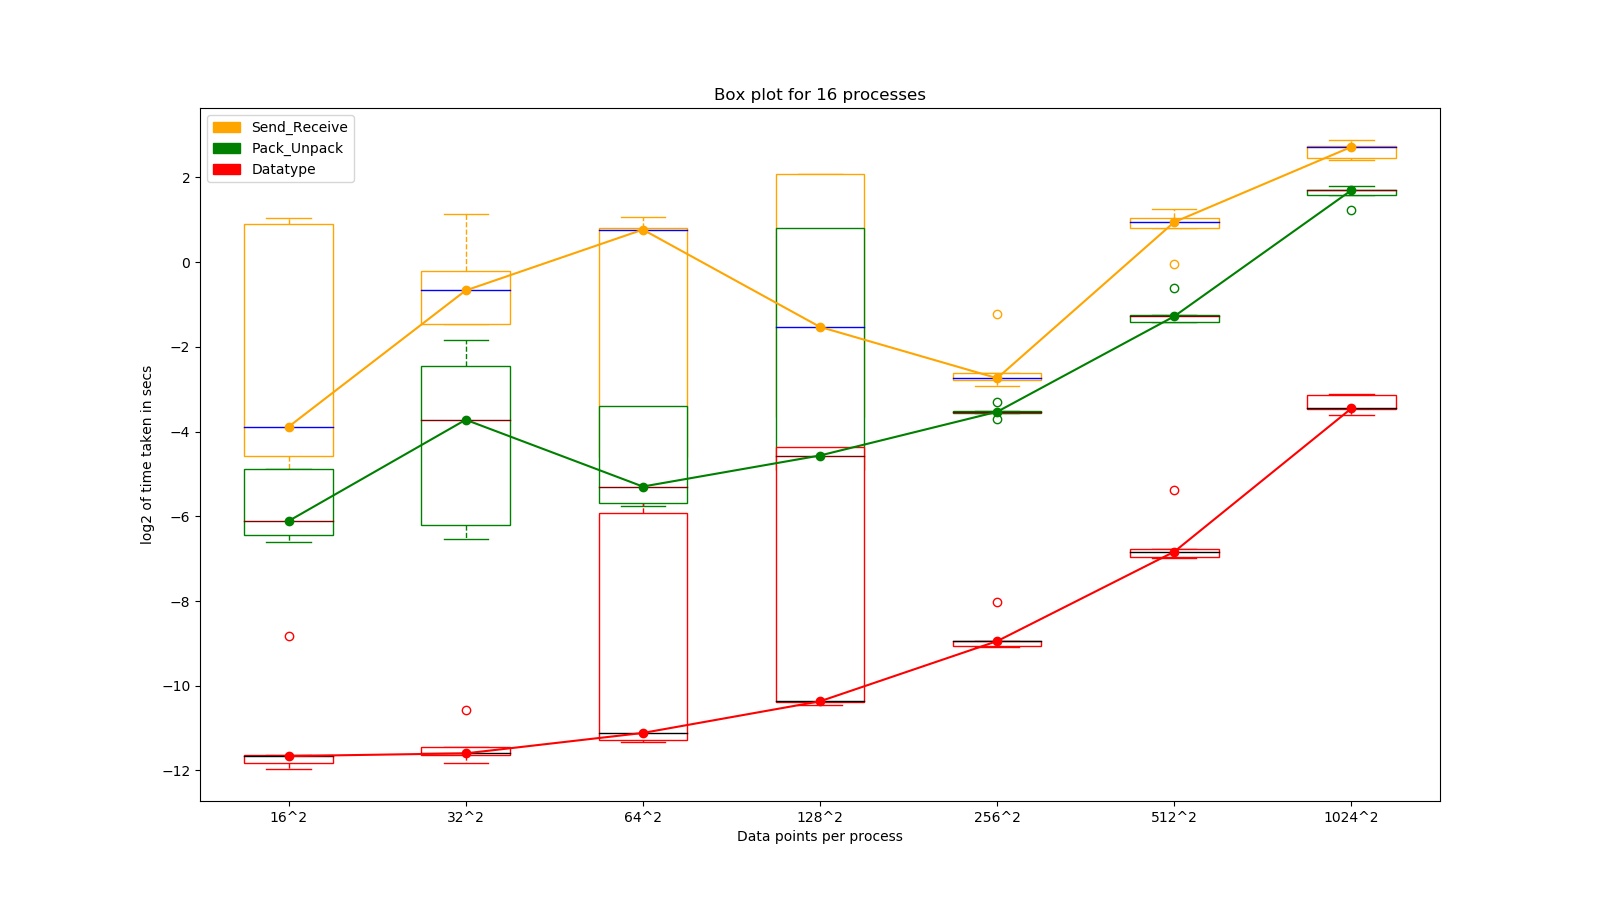 Box plot for 16 processes
Send_Receive
Pack_Unpack
Datatype
2
0
−2
−4
−6
−8
−10
−12
log2 of time taken in secs
16^2 32^2 64^2 128^2 256^2 512^2 1024^2
Data points per process